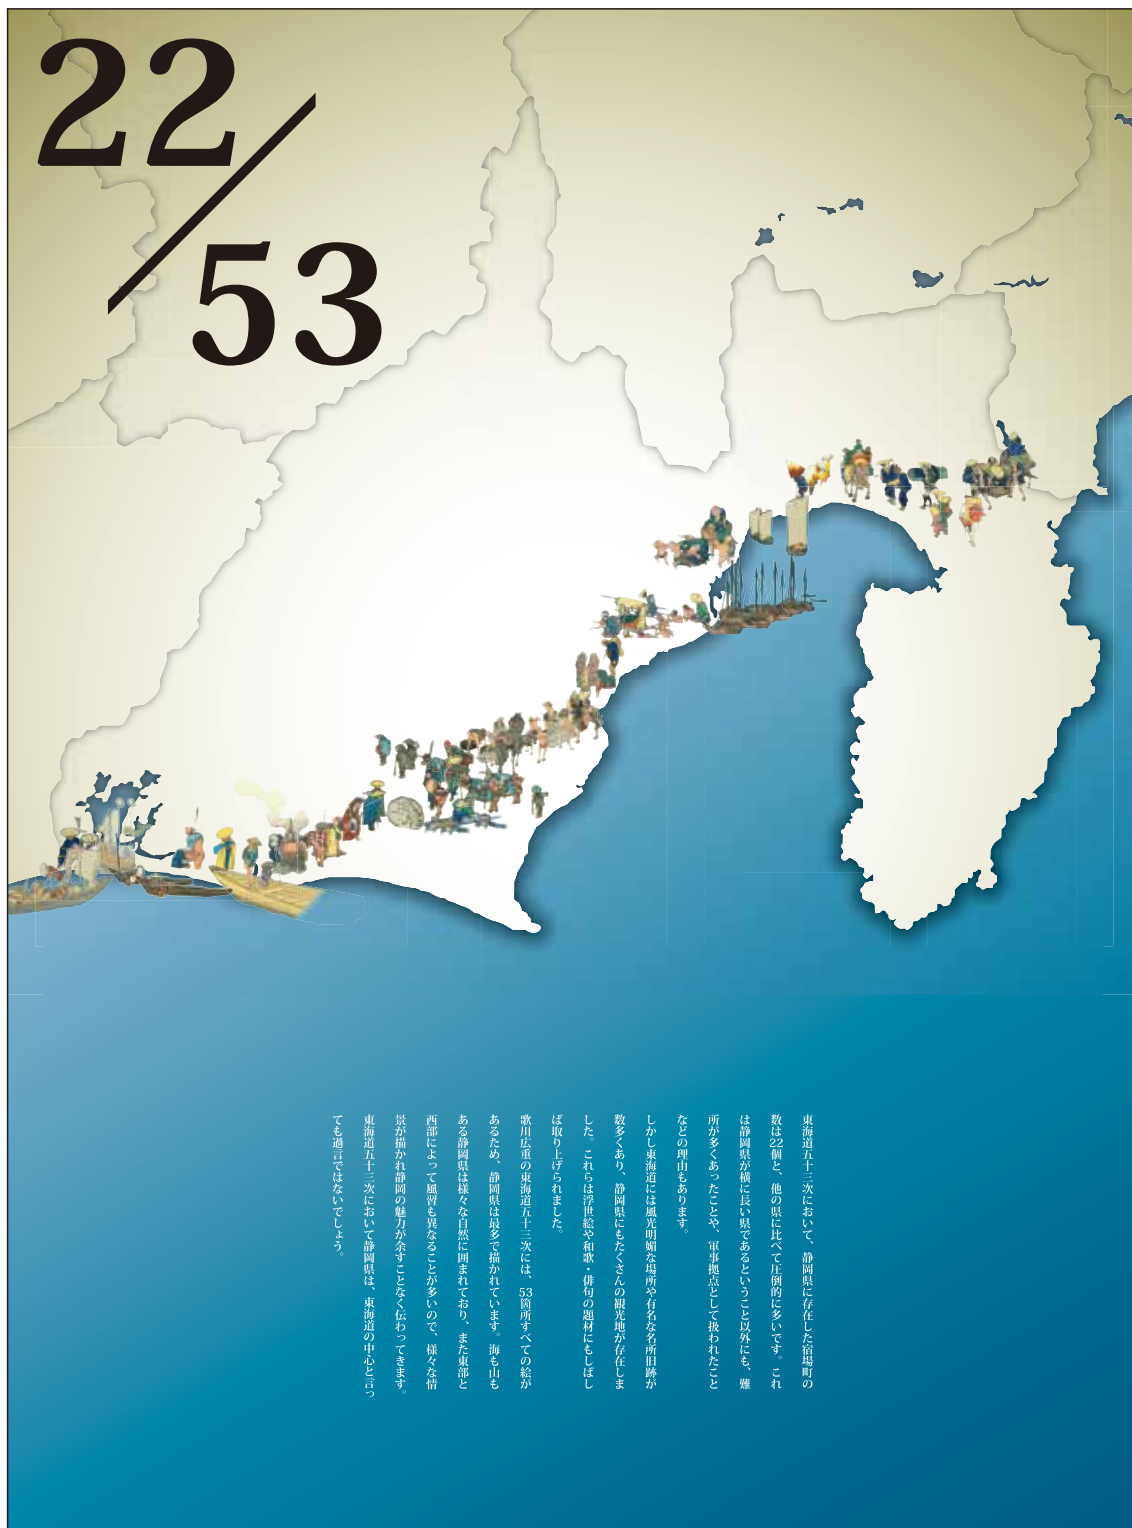 22
53
東海道五十三次において、静岡県に存在した宿場町の
数は22個と、他の県に比べて圧倒的に多いです。これ
は静岡県が横に長い県であるということ以外にも、難
所が多くあったことや、軍事拠点として扱われたこと
などの理由もあります。
しかし東海道には風光明媚な場所や有名な名所旧跡が
数多くあり、静岡県にもたくさんの観光地が存在しま
した。これらは浮世絵や和歌・俳句の題材にもしばし
ば取り上げられました。
歌川広重の東海道五十三次には、53箇所すべての絵が
あるため、静岡県は最多で描かれています。海も山も
ある静岡県は様々な自然に囲まれており、また東部と
西部によって風習も異なることが多いので、様々な情
景が描かれ静岡の魅力が余すことなく伝わってきます。
東海道五十三次において静岡県は、東海道の中心と言っ
ても過言ではないでしょう。